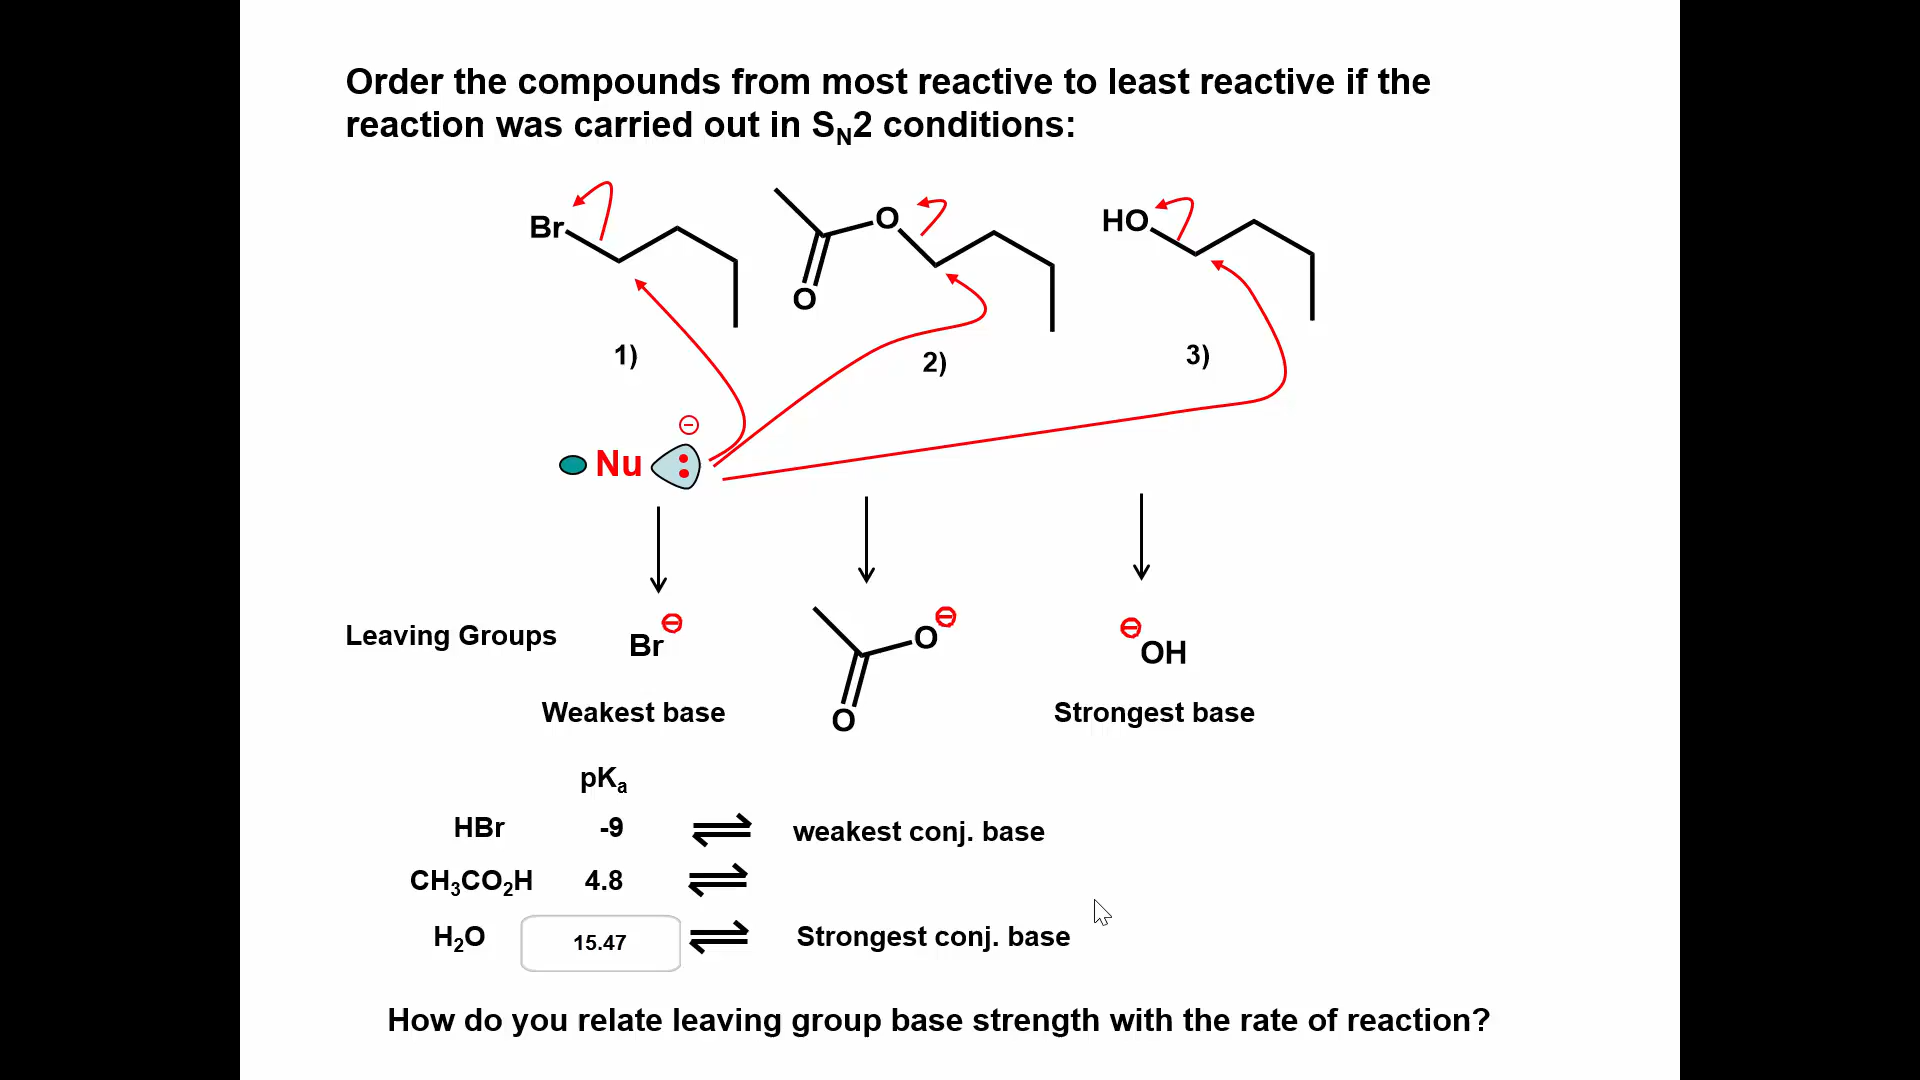 Order the compounds from most reactive to least reactive if the
reaction was carried out in SN2 conditions:
Br
O
O
HO
1)
2)
3)
Nu
Leaving Groups
Br
O
O
OH
Weakest base
Strongest base
pKa
HBr -9 weakest conj. base
CH3CO2H 4.8
H2O 15.47 Strongest conj. base
How do you relate leaving group base strength with the rate of reaction?